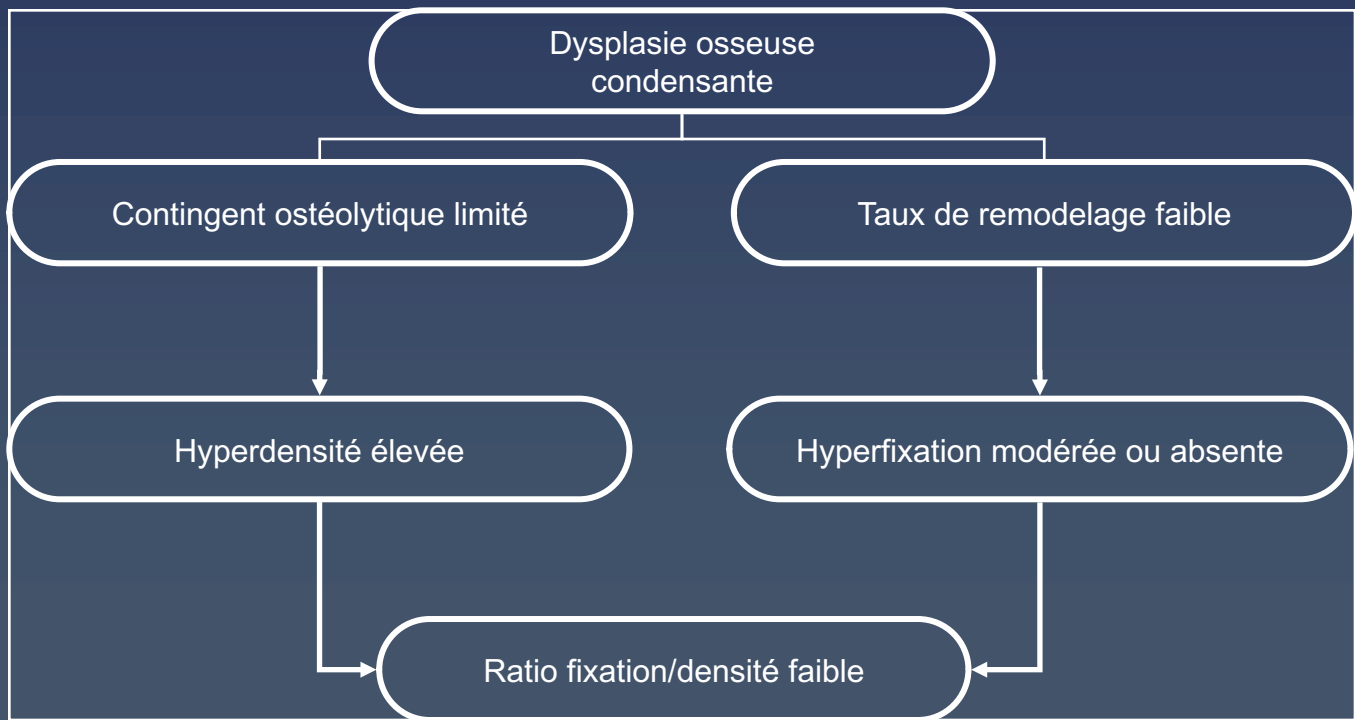 Dysplasie osseuse
condensante
Contingent ostéolytique limité
Taux de remodelage faible
Hyperdensité élevée
Hyperfixation modérée ou absente
Ratio fixation/densité faible